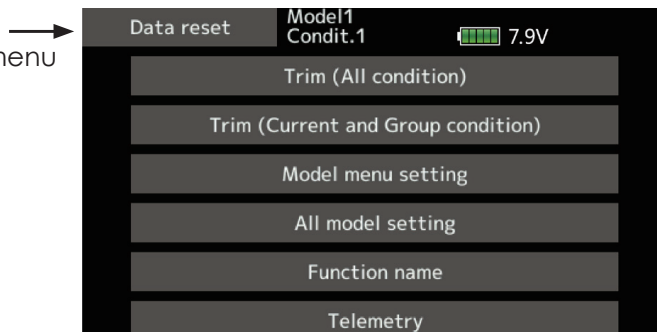 Data reset
Model1
Condit.1
7.9V
menu
Trim (All condition)
Trim (Current and Group condition)
Model menu setting
All model setting
Function name
Telemetry